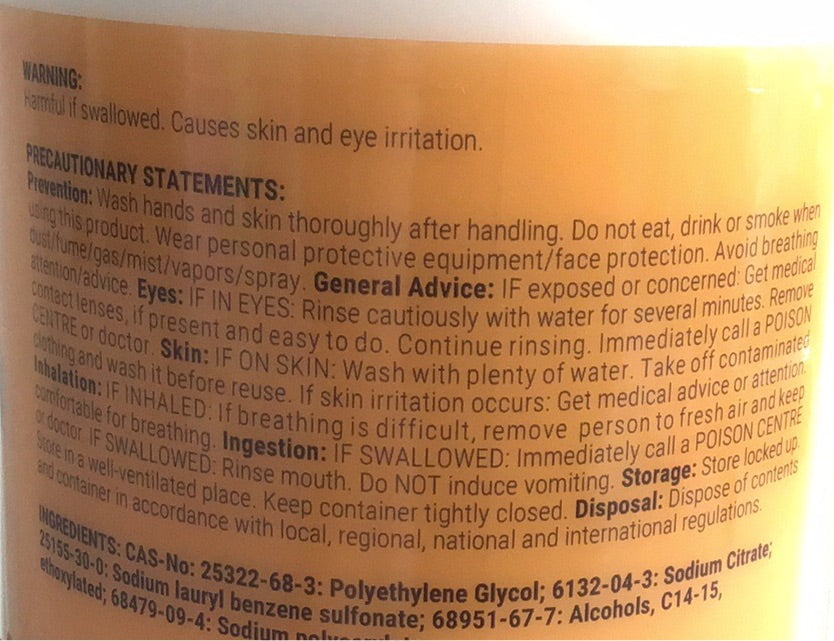 WARNING:
Harmful if swallowed. Causes skin and eye irritation.
PRECAUTIONARY STATEMENTS:
Prevention: Wash hands and skin thoroughly after handling. Do not eat, drink or smoke when
using this product. Wear personal protective equipment/face protection. Avoid breathing
dust/fume/gas/mist/vapors/spray. General Advice: IF exposed or concerned: Get medical
attention/advice. Eyes: IF IN EYES: Rinse cautiously with water for several minutes. Remove
contact lenses, if present and easy to do. Continue rinsing. Immediately call a POISON
CENTRE or doctor. Skin: IF ON SKIN: Wash with plenty of water. Take off contaminated
clothing and wash it before reuse. If skin irritation occurs: Get medical advice or attention.
Inhalation: IF INHALED: If breathing is difficult, remove person to fresh air and keep
comfortable for breathing. Ingestion: IF SWALLOWED: Immediately call a POISON CENTRE
or doctor. IF SWALLOWED: Rinse mouth. Do NOT induce vomiting. Storage: Store locked up.
Store in a well-ventilated place. Keep container tightly closed. Disposal: Dispose of contents
and container in accordance with local, regional, national and international regulations.
INGREDIENTS: CAS-No: 25322-68-3: Polyethylene Glycol; 6132-04-3: Sodium Citrate;
25155-30-0: Sodium lauryl benzene sulfonate; 68951-67-7: Alcohols, C14-15,
ethoxylated; 68479-09-4: Sodium